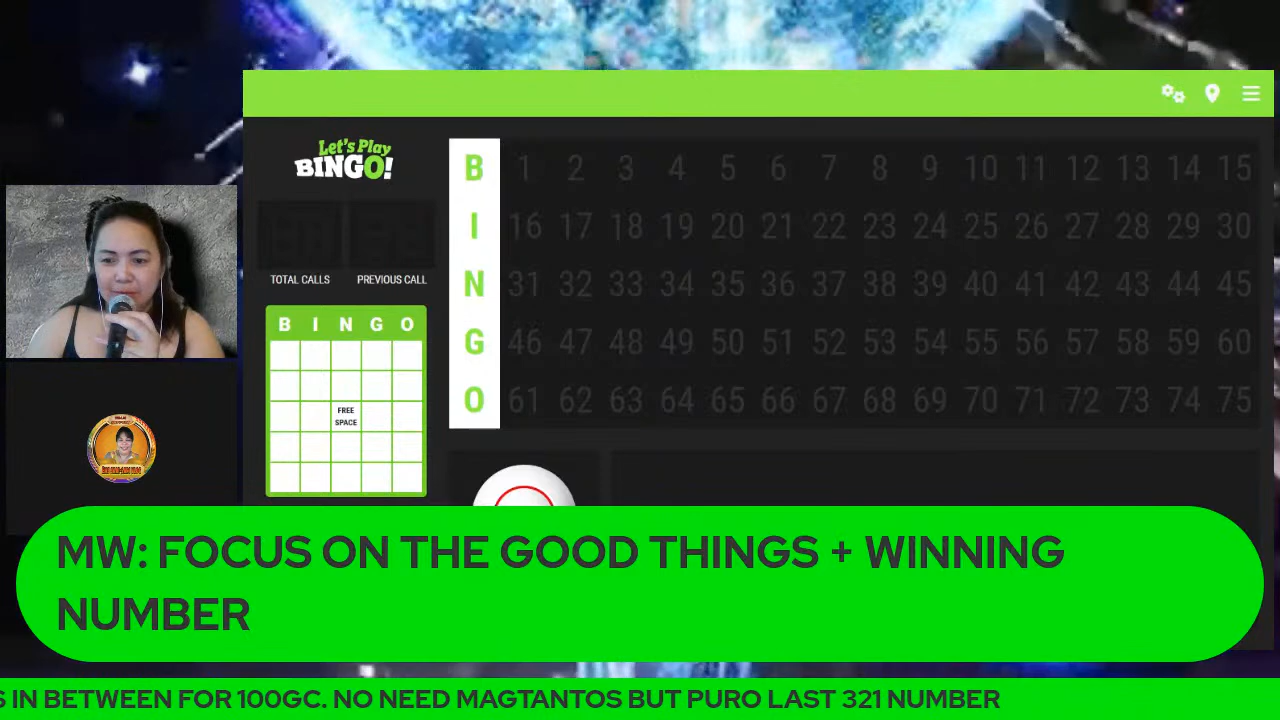 Let's Play
BINGO!
TOTAL CALLS
PREVIOUS CALL
B I N G O
FREE
SPACE
B 1 2 3 4 5 6 7 8 9 10 11 12 13 14 15
I 16 17 18 19 20 21 22 23 24 25 26 27 28 29 30
N 31 32 33 34 35 36 37 38 39 40 41 42 43 44 45
G 46 47 48 49 50 51 52 53 54 55 56 57 58 59 60
O 61 62 63 64 65 66 67 68 69 70 71 72 73 74 75
MW: FOCUS ON THE GOOD THINGS + WINNING
NUMBER
S IN BETWEEN FOR 100GC. NO NEED MAGTANTOS BUT PURO LAST 321 NUMBER